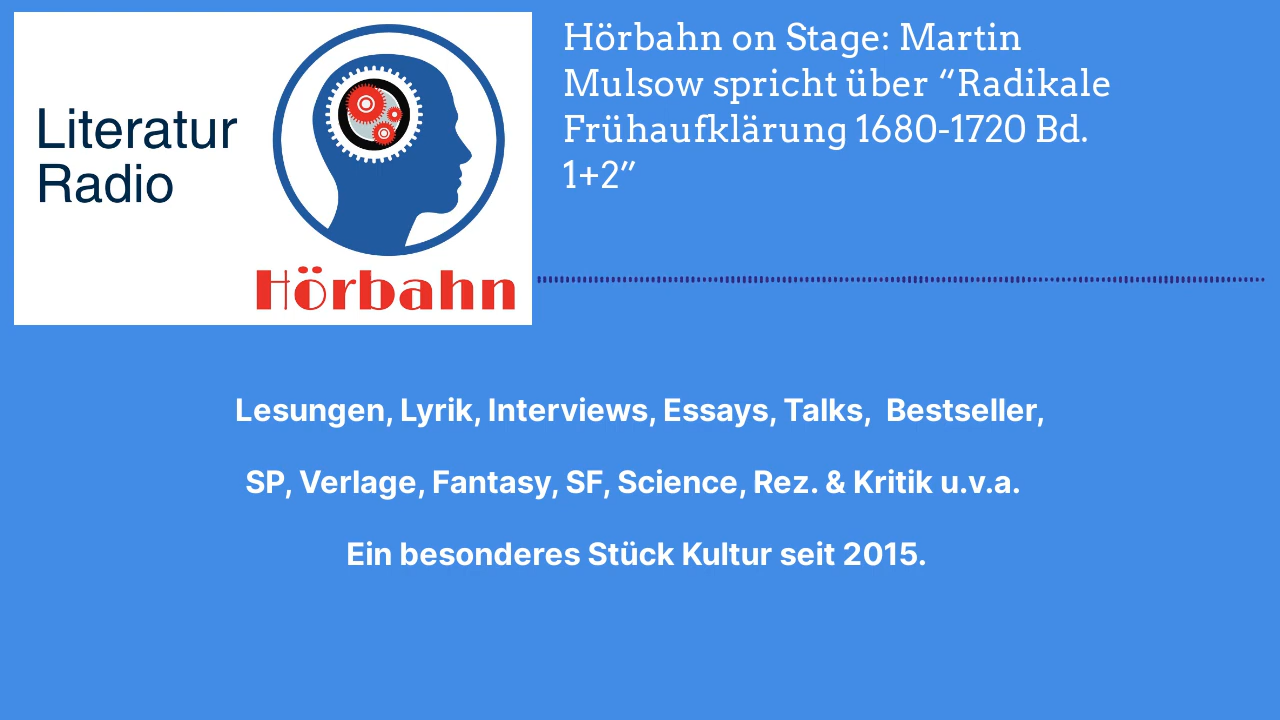 Literatur
Radio
Hörbahn
Hörbahn on Stage: Martin
Mulsow spricht über “Radikale
Frühaufklärung 1680-1720 Bd.
1+2”
Lesungen, Lyrik, Interviews, Essays, Talks,  Bestseller,
SP, Verlage, Fantasy, SF, Science, Rez. & Kritik u.v.a.
Ein besonderes Stück Kultur seit 2015.